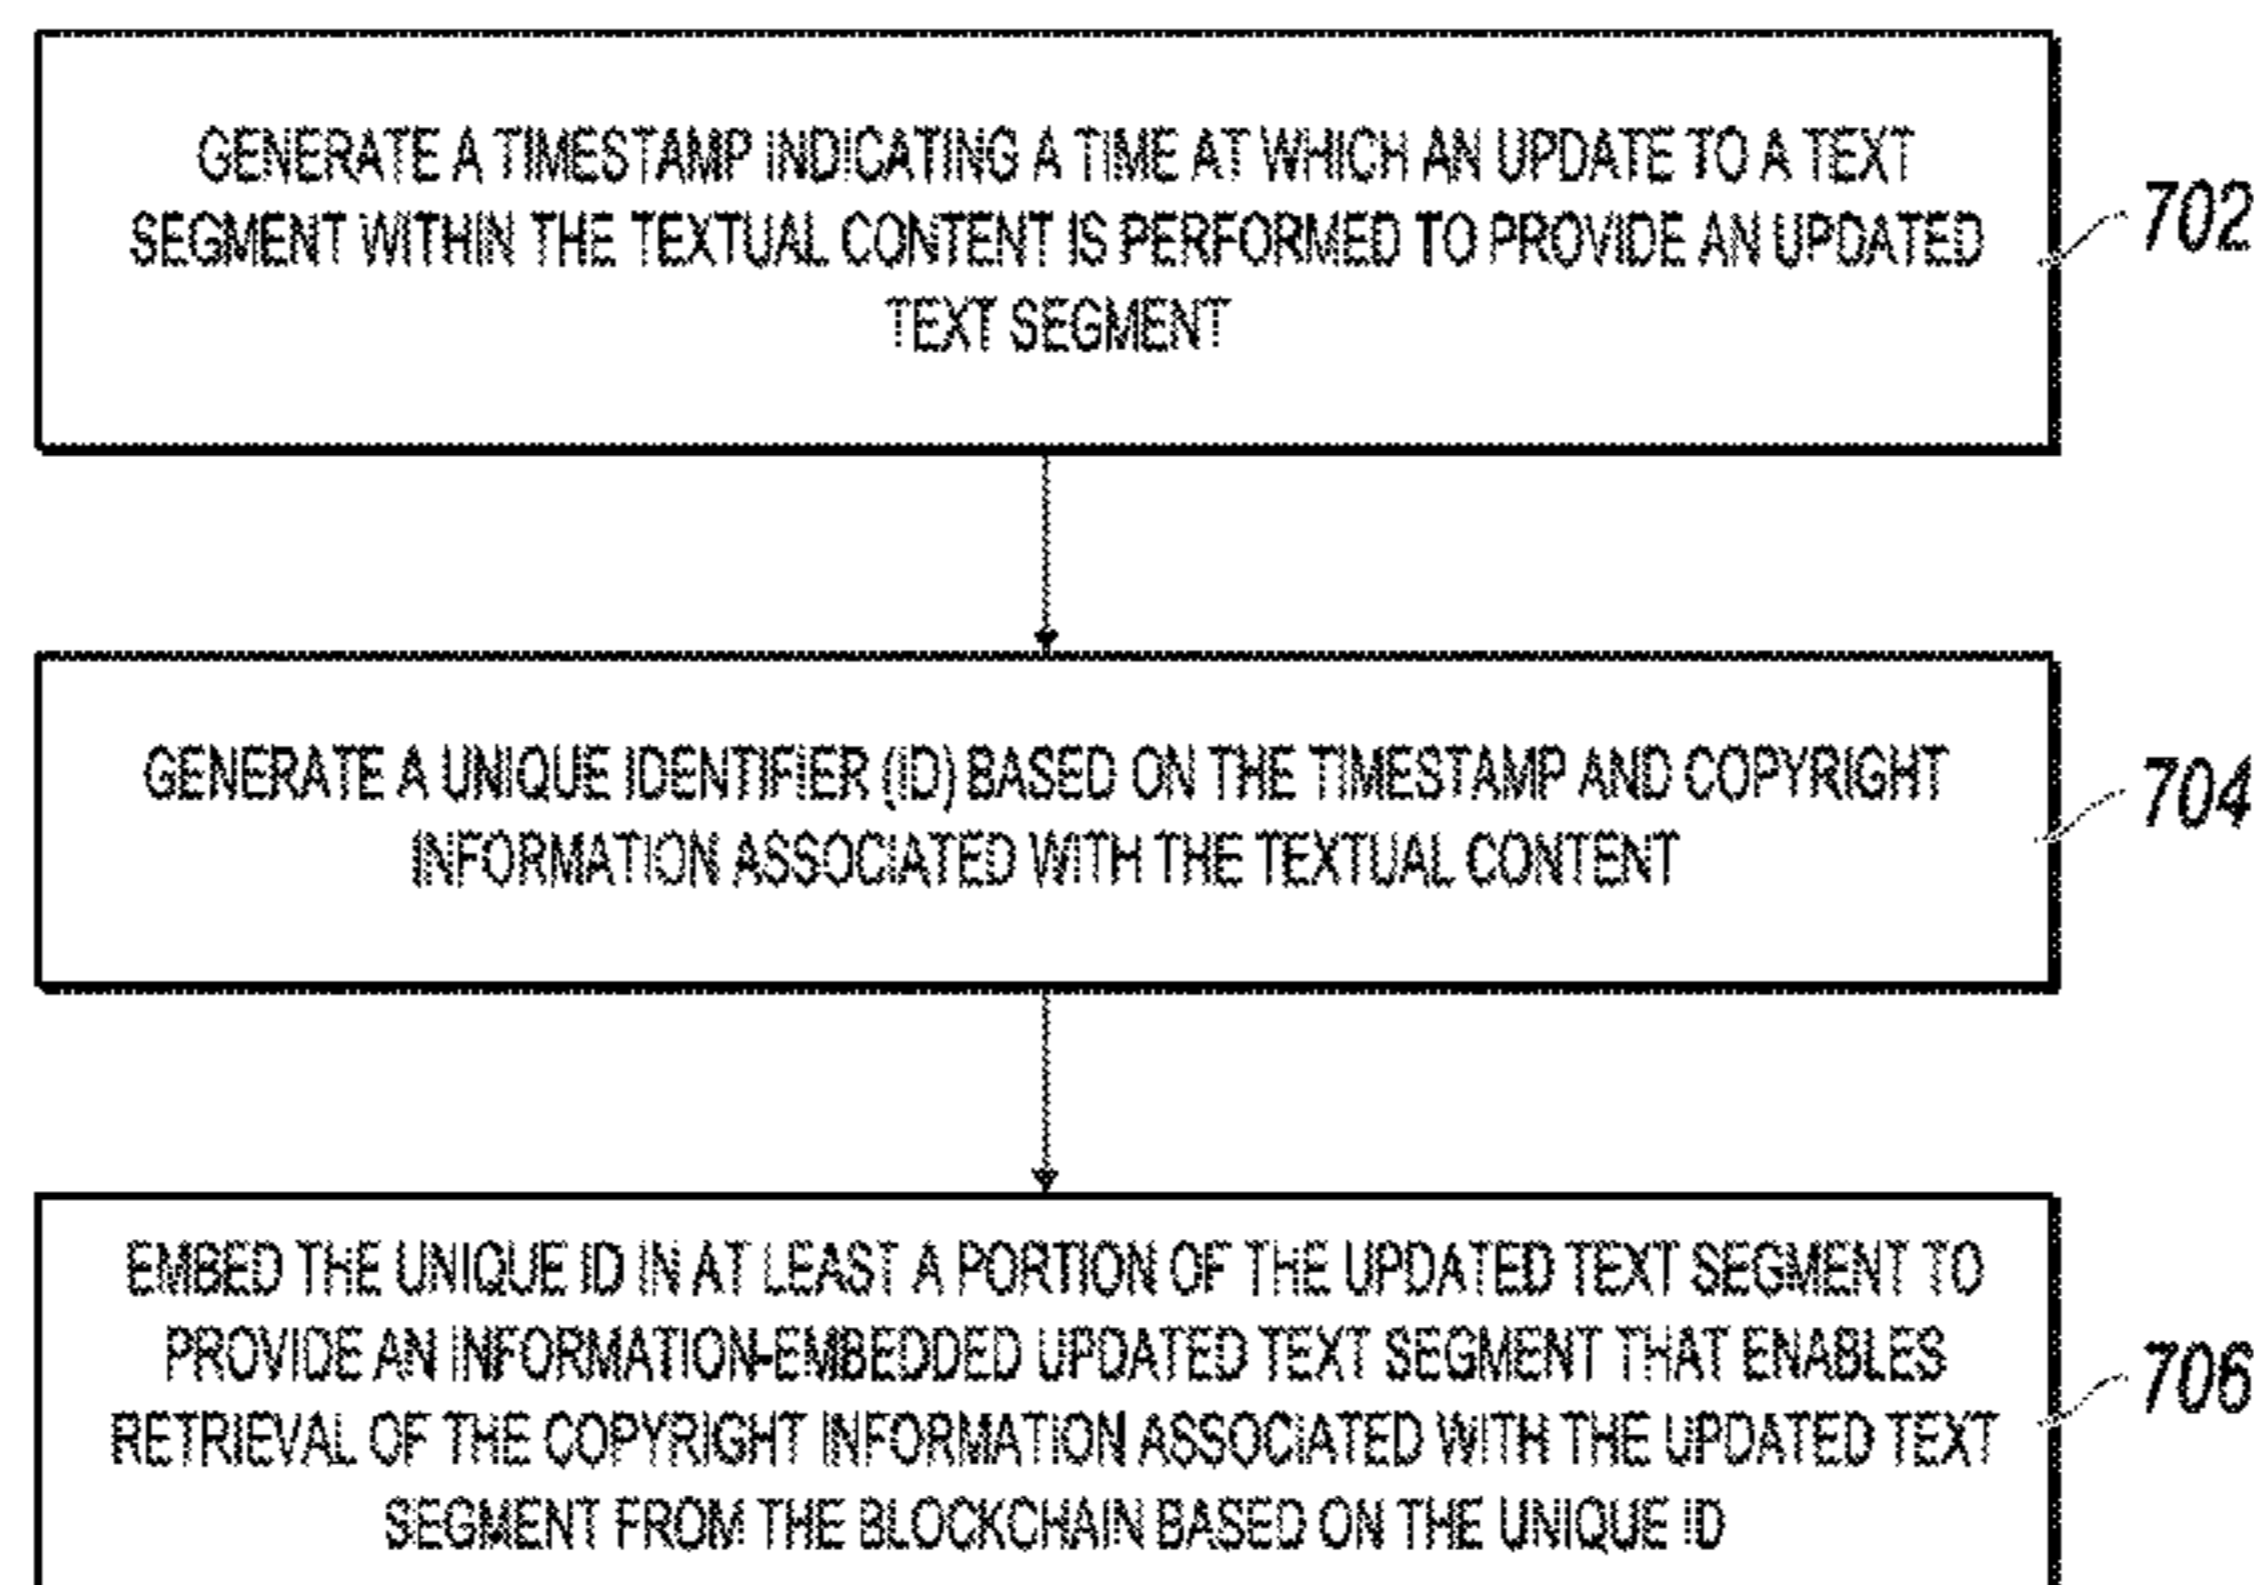 GENERATE A TIMESTAMP INDICATING A TIME AT WHICH AN UPDATE TO A TEXT
SEGMENT WITHIN THE TEXTUAL CONTENT IS PERFORMED TO PROVIDE AN UPDATED
TEXT SEGMENT
702
GENERATE A UNIQUE IDENTIFIER (ID) BASED ON THE TIMESTAMP AND COPYRIGHT
INFORMATION ASSOCIATED WITH THE TEXTUAL CONTENT
704
EMBED THE UNIQUE ID IN AT LEAST A PORTION OF THE UPDATED TEXT SEGMENT TO
PROVIDE AN INFORMATION-EMBEDDED UPDATED TEXT SEGMENT THAT ENABLES
RETRIEVAL OF THE COPYRIGHT INFORMATION ASSOCIATED WITH THE UPDATED TEXT
SEGMENT FROM THE BLOCKCHAIN BASED ON THE UNIQUE ID
706